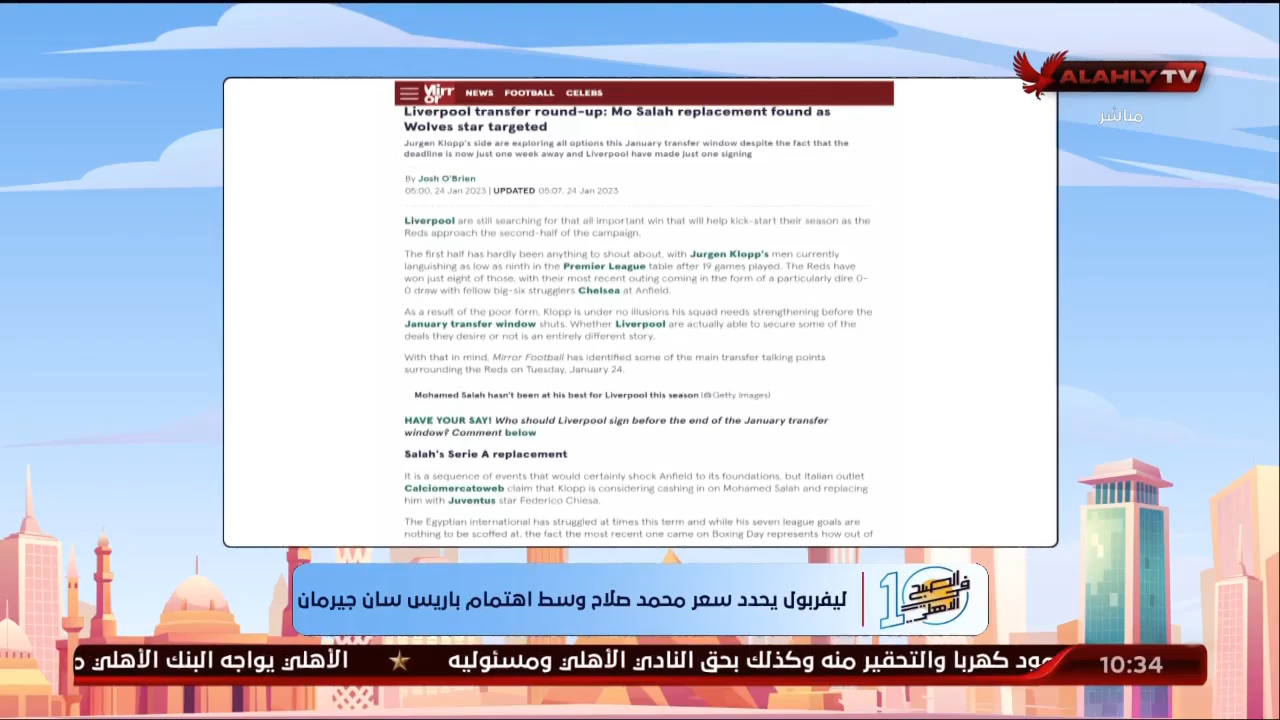 ALAHLY TV
مباشر
Mirror NEWS FOOTBALL CELEBS
Liverpool transfer round-up: Mo Salah replacement found as
Wolves star targeted
Jurgen Klopp's side are exploring all options this January transfer window despite the fact that the
deadline is now just one week away and Liverpool have made just one signing
By Josh O'Brien
05:00, 24 Jan 2023 | UPDATED 05:07, 24 Jan 2023
Liverpool are still searching for that all important win that will help kick-start their season as the
Reds approach the second-half of the campaign.
The first half has hardly been anything to shout about, with Jurgen Klopp's men currently
languishing as low as ninth in the Premier League table after 19 games played. The Reds have
won just eight of those, with their most recent outing coming in the form of a particularly dire 0-
0 draw with fellow big-six strugglers Chelsea at Anfield.
As a result of the poor form, Klopp is under no illusions his squad needs strengthening before the
January transfer window shuts. Whether Liverpool are actually able to secure some of the
deals they desire or not is an entirely different story.
With that in mind, Mirror Football has identified some of the main transfer talking points
surrounding the Reds on Tuesday, January 24.
Mohamed Salah hasn't been at his best for Liverpool this season (@Getty Images)
HAVE YOUR SAY! Who should Liverpool sign before the end of the January transfer
window? Comment below
Salah's Serie A replacement
It is a sequence of events that would certainly shock Anfield to its foundations, but Italian outlet
Calciomercatoweb claim that Klopp is considering cashing in on Mohamed Salah and replacing
him with Juventus star Federico Chiesa.
The Egyptian international has struggled at times this term and while his seven league goals are
nothing to be scoffed at, the fact the most recent one came on Boxing Day represents how out of
10 الصبح في الاهلي
ليفربول يحدد سعر محمد صلاح وسط اهتمام باريس سان جيرمان
ود كهربا والتحقير منه وكذلك بحق النادي الأهلي ومسئوليه ★ الأهلي يواجه البنك الأهلي م
10:34